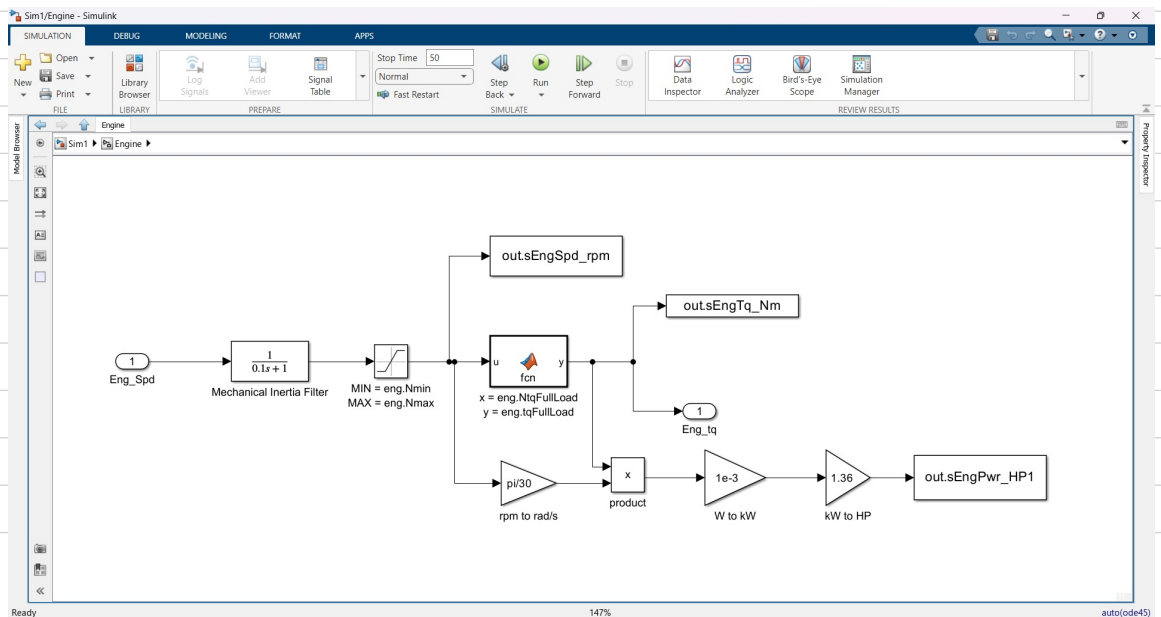 Sim1/Engine - Simulink
SIMULATION DEBUG MODELING FORMAT APPS
New
Open
Save
Print
FILE
Library
Browser
LIBRARY
Log
Signals
Add
Viewer
Signal
Table
PREPARE
Stop Time 50
Normal
Fast Restart
Step
Back
Run
Step
Forward
Stop
SIMULATE
Data
Inspector
Logic
Analyzer
Bird's-Eye
Scope
Simulation
Manager
REVIEW RESULTS
Model Browser
Property Inspector
Engine
Sim1 Engine
out.sEngSpd_rpm
out.sEngTq_Nm
1
Eng_Spd
1
0.1s + 1
Mechanical Inertia Filter
MIN = eng.Nmin
MAX = eng.Nmax
u y
fcn
x = eng.NtqFullLoad
y = eng.tqFullLoad
1
Eng_tq
pi/30
rpm to rad/s
x
product
1e-3
W to kW
1.36
kW to HP
out.sEngPwr_HP1
Ready 147% auto(ode45)